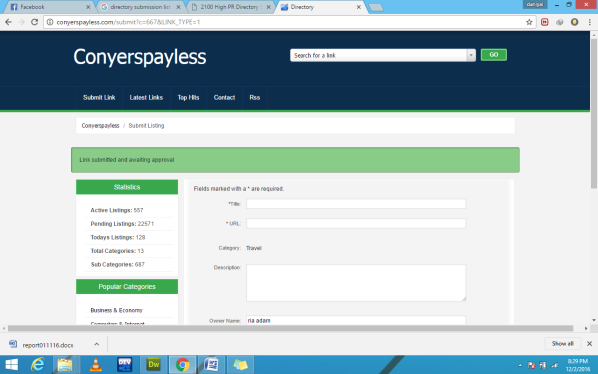 Facebook
directory submission list
2100 High PR Directory
Directory
conyerspayless.com/submit?c=667&LINK_TYPE=1
Conyerspayless
Search for a link
GO
Submit Link
Latest Links
Top Hits
Contact
Rss
Conyerspayless / Submit Listing
Link submitted and awaiting approval.
Statistics
Active Listings: 557
Pending Listings: 22571
Todays Listings: 128
Total Categories: 13
Sub Categories: 687
Popular Categories
Business & Economy
Computers & Internet
Fields marked with a * are required.
*Title:
* URL:
Category: Travel
Description:
Owner Name: ria adam
report011116.docx
Show all
Dw
8:29 PM
12/2/2016